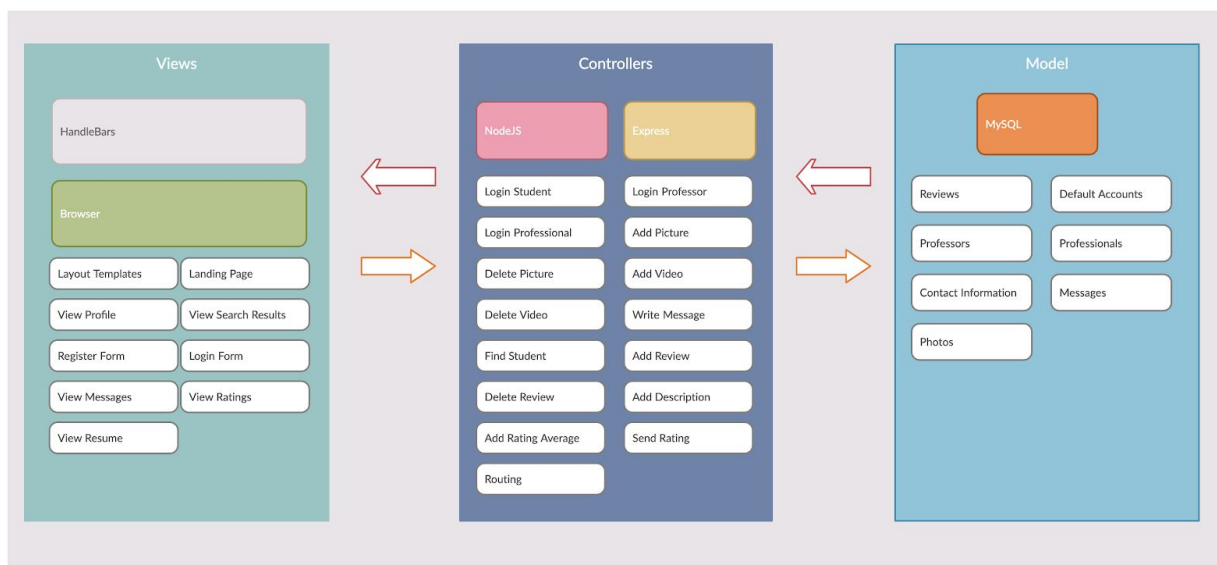 Views
HandleBars
Browser
Layout Templates
Landing Page
View Profile
View Search Results
Register Form
Login Form
View Messages
View Ratings
View Resume
Controllers
NodeJS
Express
Login Student
Login Professor
Login Professional
Add Picture
Delete Picture
Add Video
Delete Video
Write Message
Find Student
Add Review
Delete Review
Add Description
Add Rating Average
Send Rating
Routing
Model
MySQL
Reviews
Default Accounts
Professors
Professionals
Contact Information
Messages
Photos